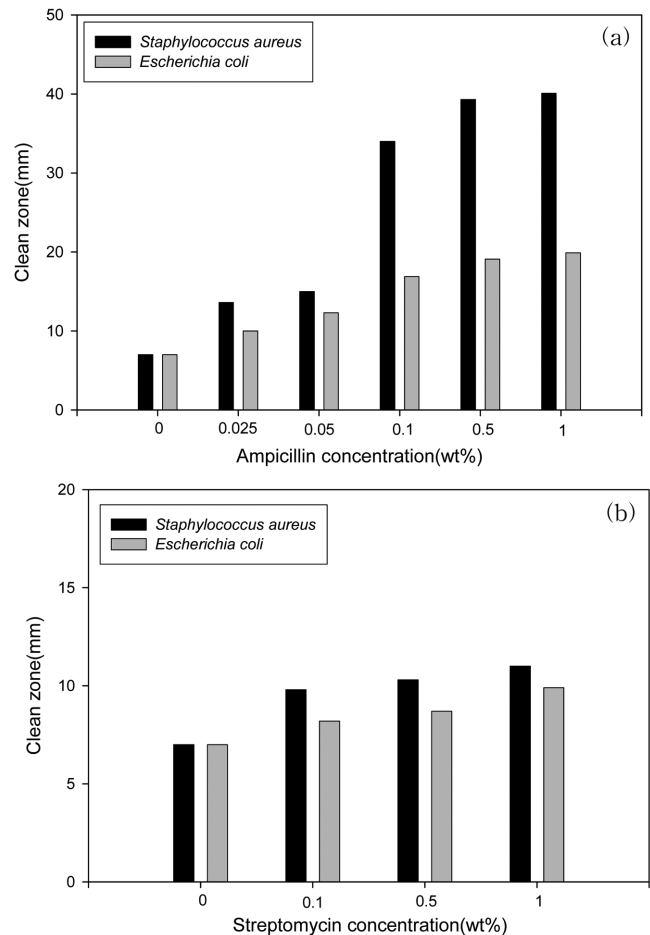 50
(a)
Staphylococcus aureus
Escherichia coli
40
30
20
10
0
Clean zone(mm)
0 0.025 0.05 0.1 0.5 1
Ampicillin concentration(wt%)
20
(b)
Staphylococcus aureus
Escherichia coli
15
10
5
0
Clean zone(mm)
0 0.1 0.5 1
Streptomycin concentration(wt%)